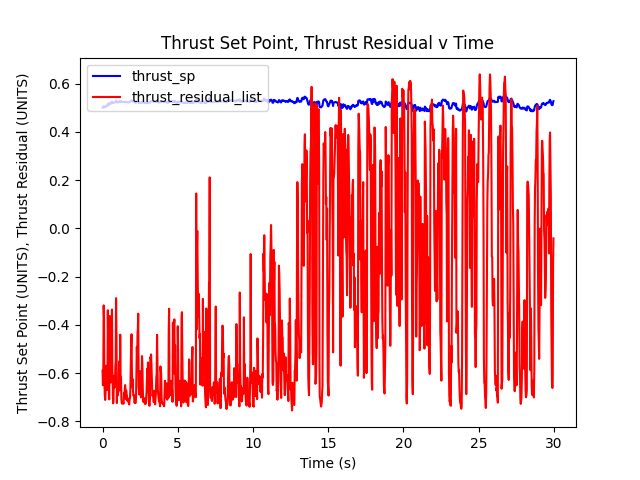 Thrust Set Point, Thrust Residual v Time
thrust_sp
thrust_residual_list
Thrust Set Point (UNITS), Thrust Residual (UNITS)
0.6
0.4
0.2
0.0
−0.2
−0.4
−0.6
−0.8
0 5 10 15 20 25 30
Time (s)